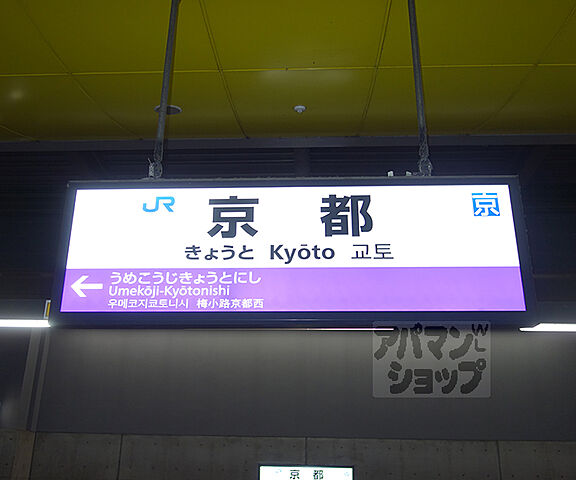 JR 京都 京
きょうと Kyōto 교토
← うめこうじきょうとにし
Umekōji-Kyōtonishi
우메코지쿄토니시 梅小路京都西
アパマン
ショップ
京都